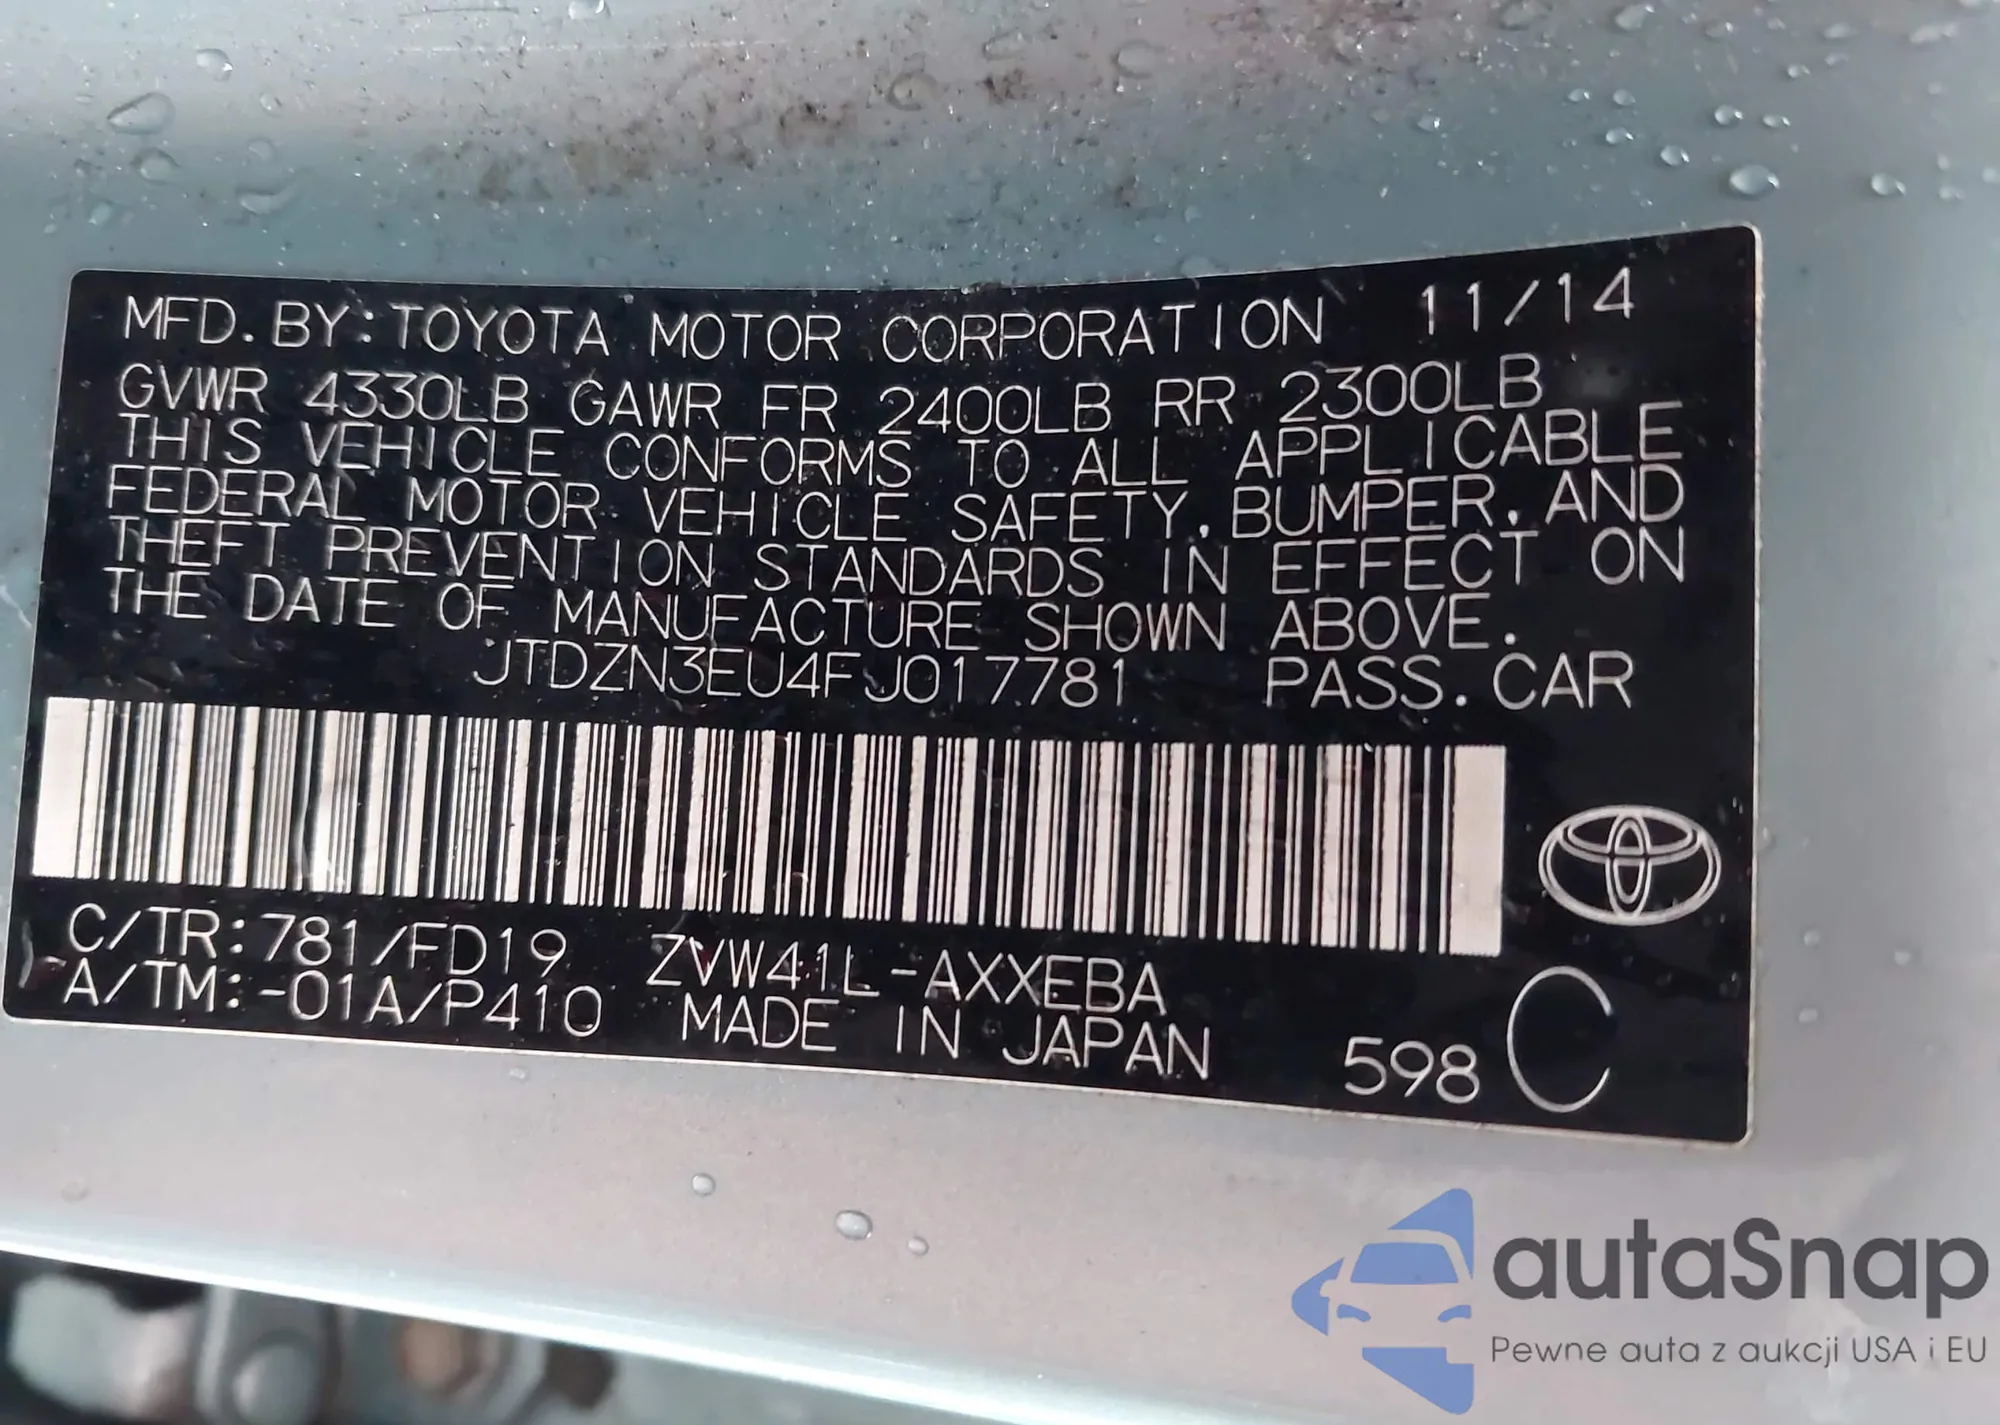 MFD. BY: TOYOTA MOTOR CORPORATION 11/14
GVWR 4330LB GAWR FR 2400LB RR 2300LB
THIS VEHICLE CONFORMS TO ALL APPLICABLE
FEDERAL MOTOR VEHICLE SAFETY, BUMPER, AND
THEFT PREVENTION STANDARDS IN EFFECT ON
THE DATE OF MANUFACTURE SHOWN ABOVE.
JTDZN3EU4FJ017781 PASS. CAR
C/TR: 781/FD19 ZVW41L-AXXEBA
A/TM: -01A/P410 MADE IN JAPAN 598 C
autaSnap
Pewne auta z aukcji USA i EU